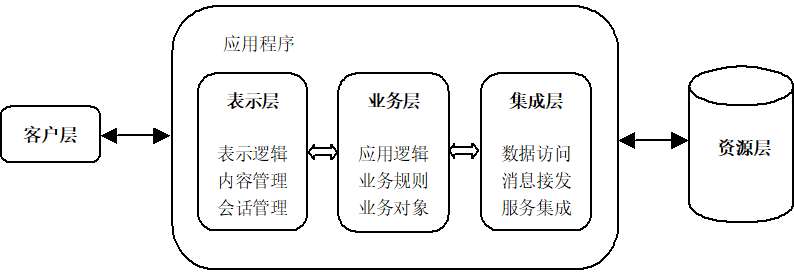 应用程序
客户层
表示层
表示逻辑
内容管理
会话管理
业务层
应用逻辑
业务规则
业务对象
集成层
数据访问
消息接发
服务集成
资源层